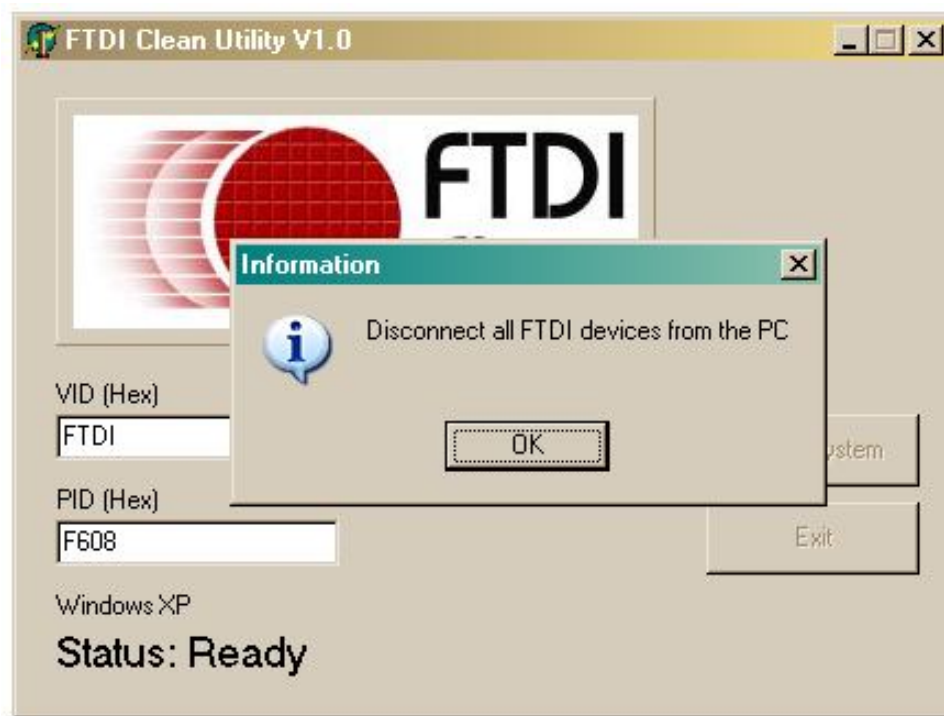 FTDI Clean Utility V1.0
FTDI
Information
Disconnect all FTDI devices from the PC
OK
VID (Hex)
FTDI
PID (Hex)
F608
Exit
Windows XP
Status: Ready